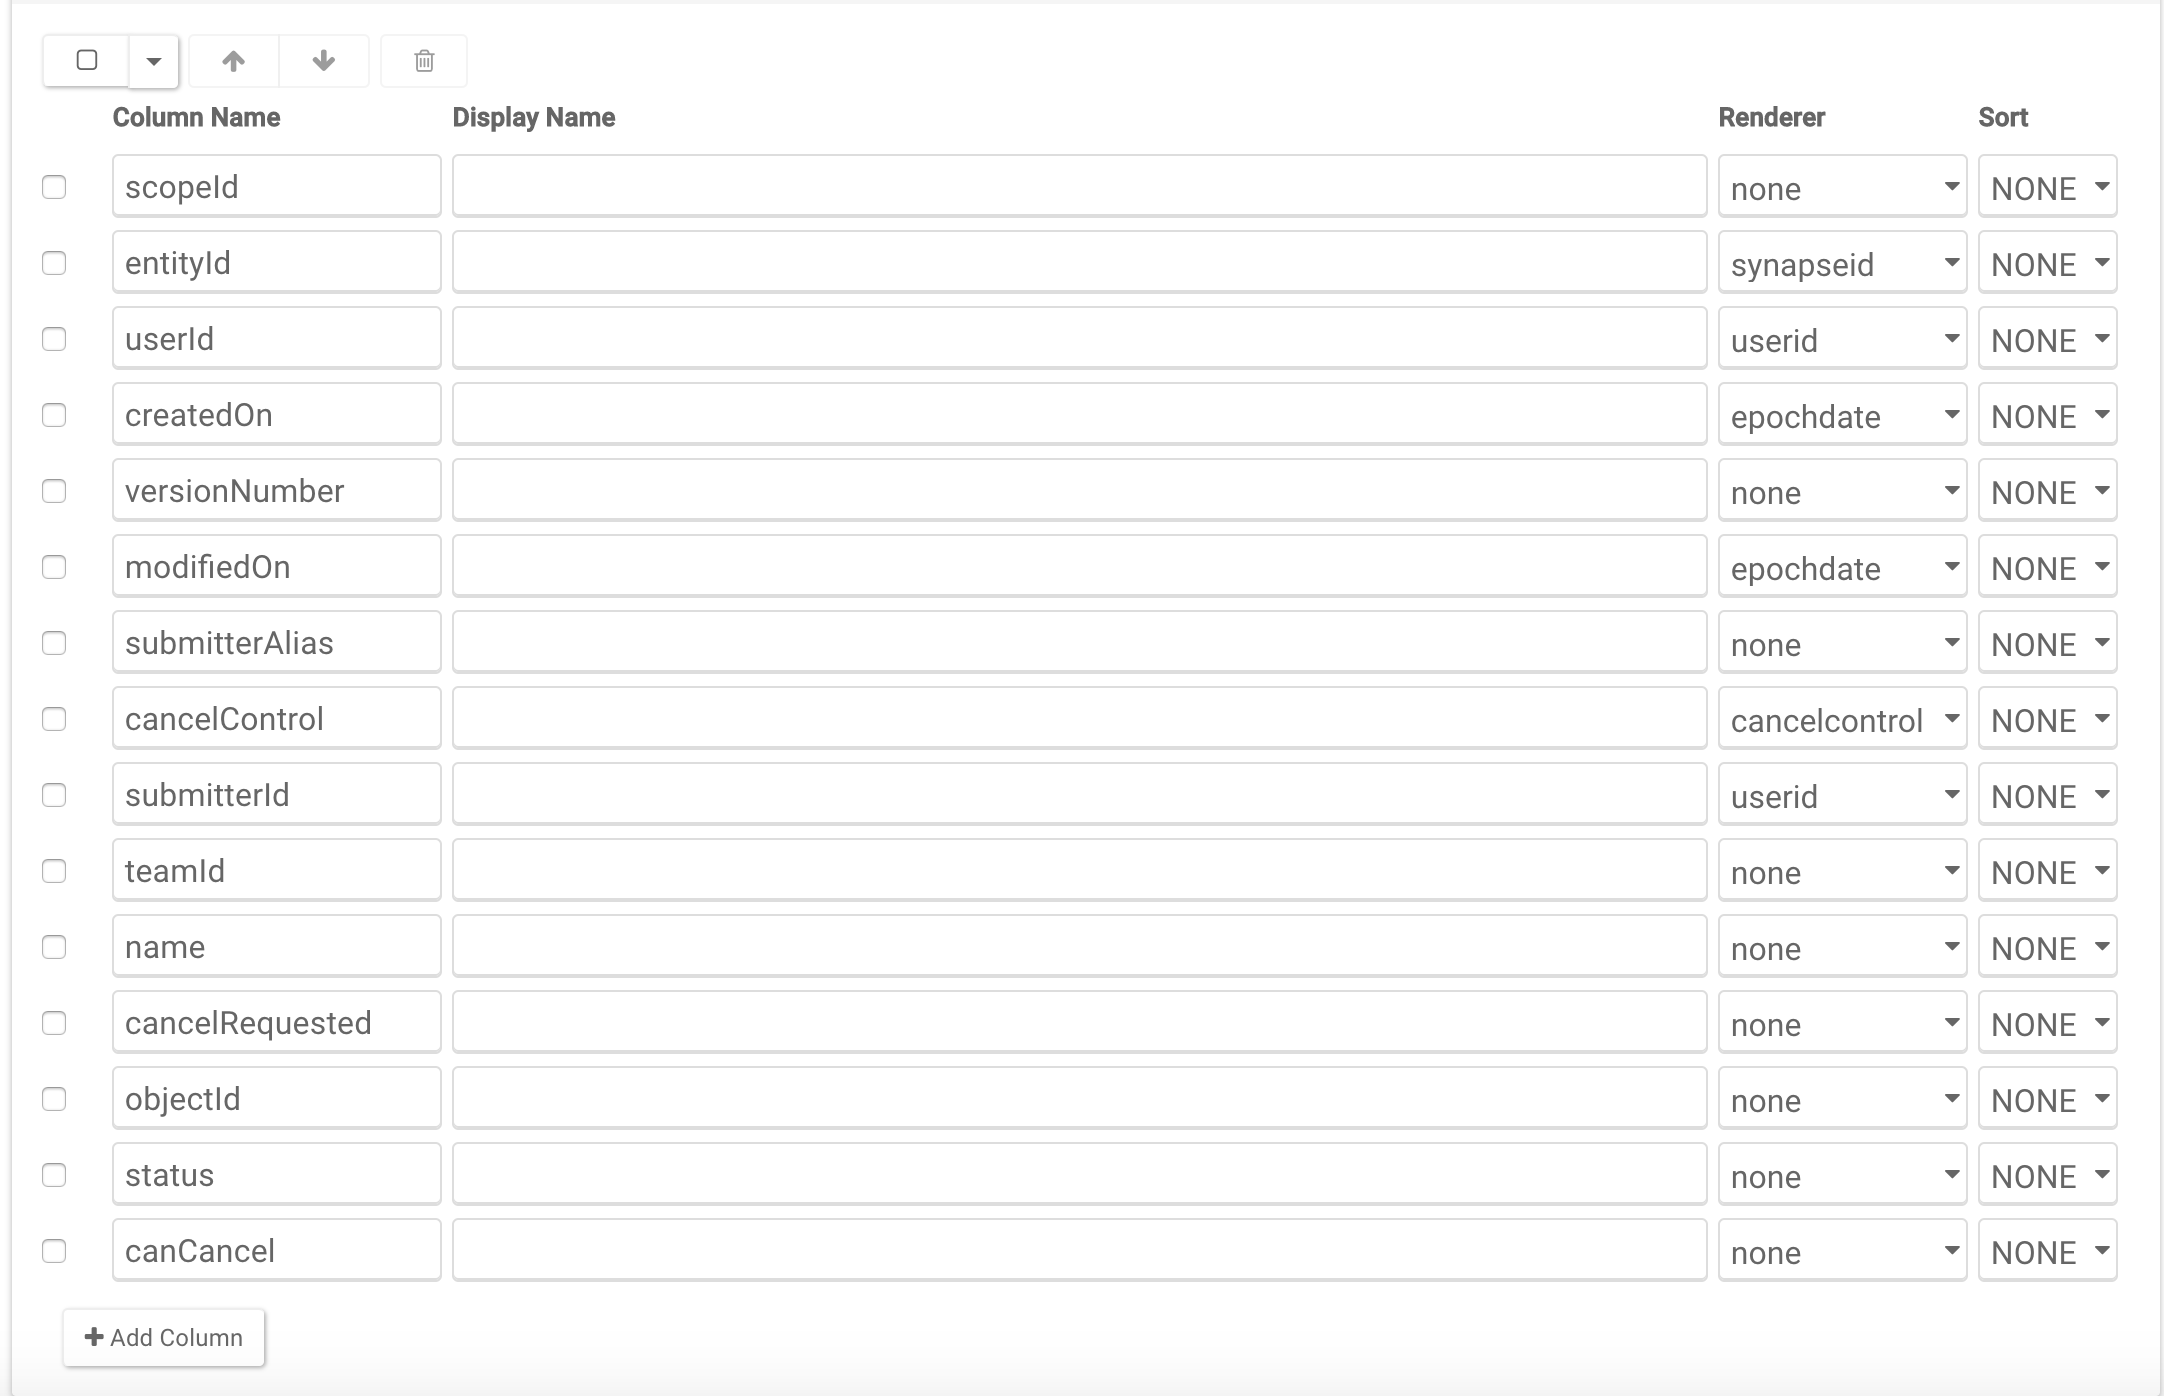 Column Name Display Name Renderer Sort
scopeId none NONE
entityId synapseid NONE
userId userid NONE
createdOn epochdate NONE
versionNumber none NONE
modifiedOn epochdate NONE
submitterAlias none NONE
cancelControl cancelcontrol NONE
submitterId userid NONE
teamId none NONE
name none NONE
cancelRequested none NONE
objectId none NONE
status none NONE
canCancel none NONE
Add Column